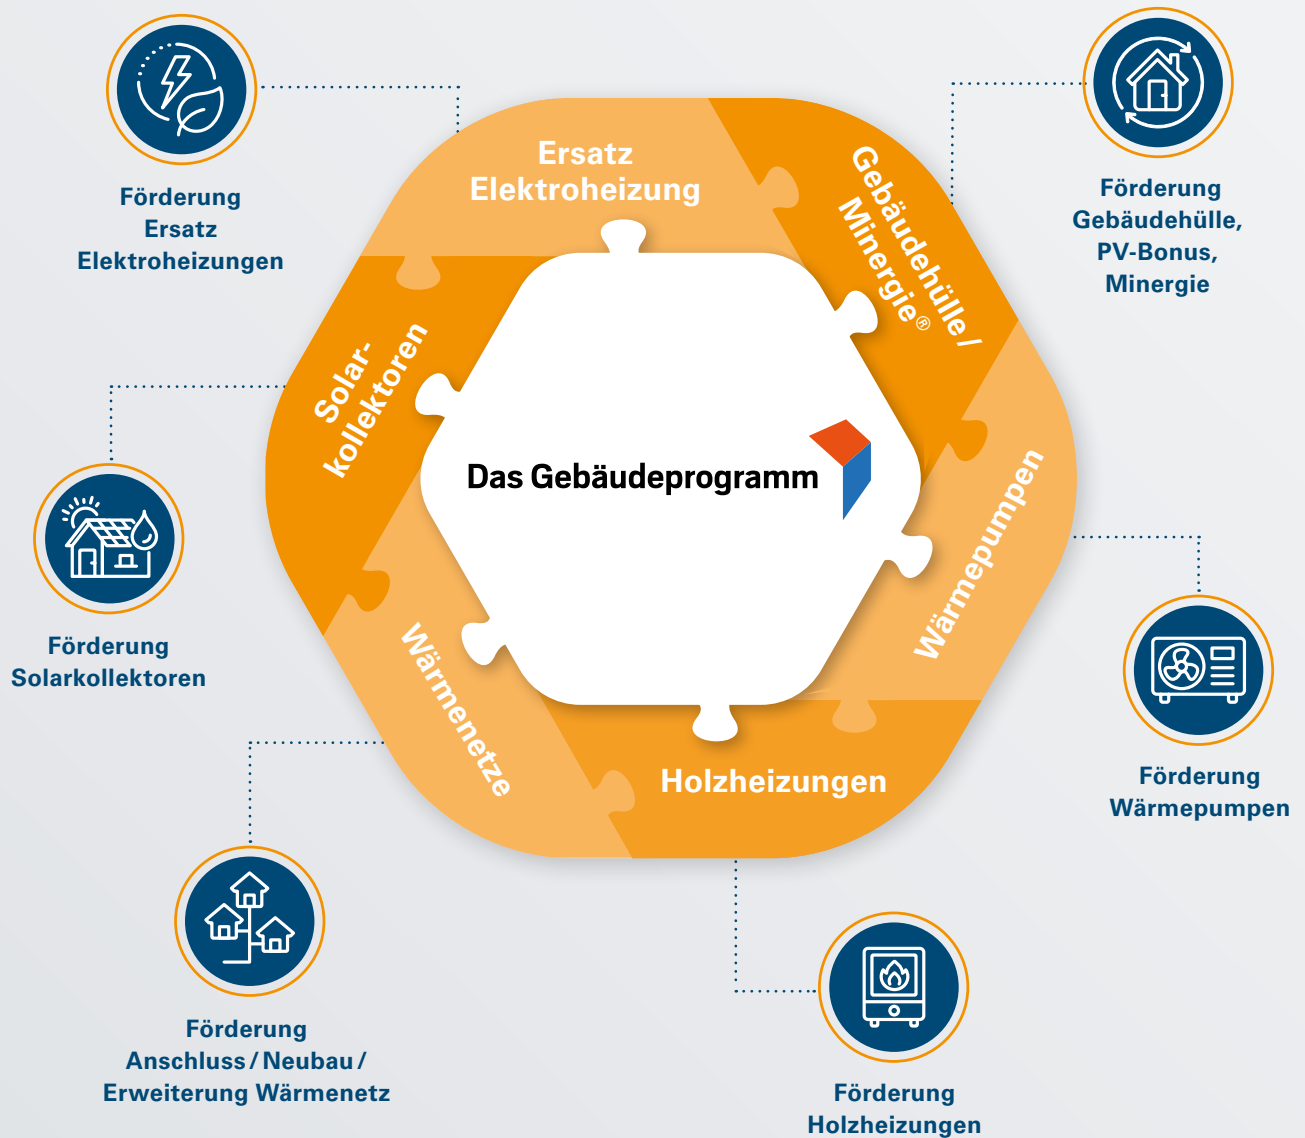 Förderung
Ersatz
Elektroheizungen
Förderung
Gebäudehülle,
PV-Bonus,
Minergie
Ersatz
Elektroheizung
Gebäudehülle/
Minergie®
Solar-
kollektoren
Das Gebäudeprogramm
Wärmepumpen
Wärmenetze
Holzheizungen
Förderung
Solarkollektoren
Förderung
Wärmepumpen
Förderung
Anschluss/Neubau/
Erweiterung Wärmenetz
Förderung
Holzheizungen